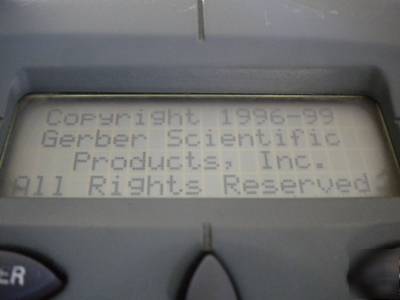 Copyright 1996-99
Gerber Scientific
Products, Inc.
All Rights Reserved